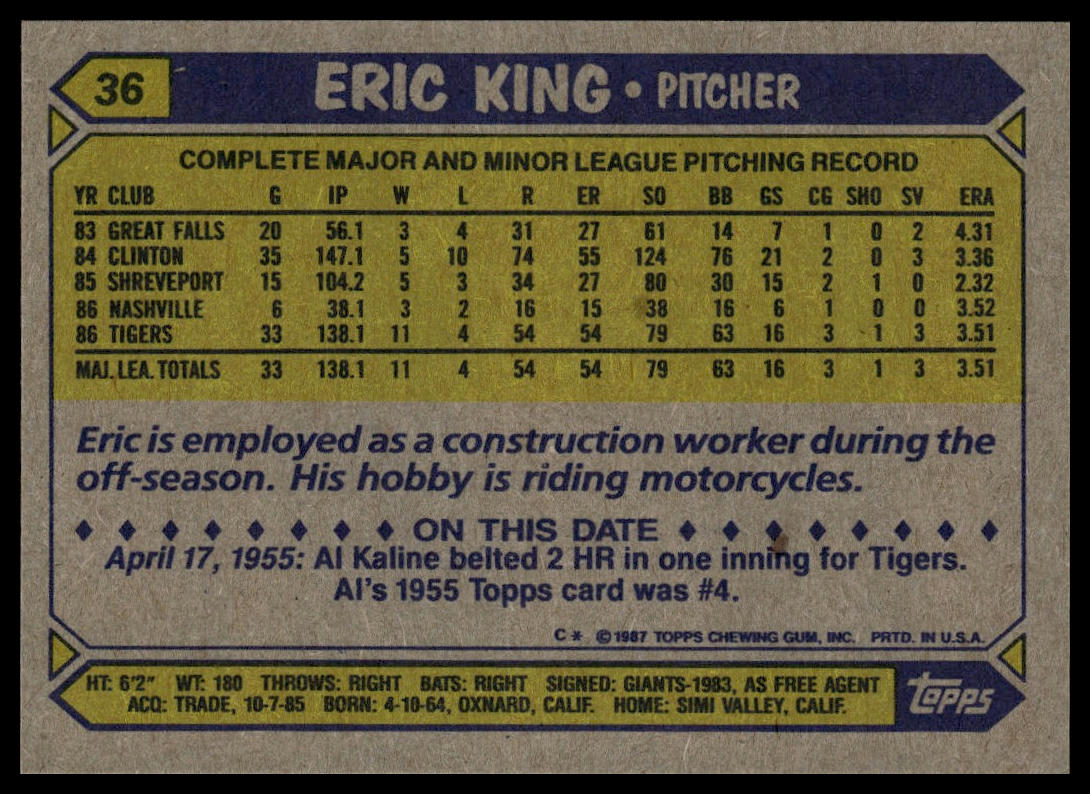 36 ERIC KING • PITCHER
COMPLETE MAJOR AND MINOR LEAGUE PITCHING RECORD
YR CLUB G IP W L R ER SO BB GS CG SHO SV ERA
83 GREAT FALLS 20 56.1 3 4 31 27 61 14 7 1 0 2 4.31
84 CLINTON 35 147.1 5 10 74 55 124 76 21 2 0 3 3.36
85 SHREVEPORT 15 104.2 5 3 34 27 80 30 15 2 1 0 2.32
86 NASHVILLE 6 38.1 3 2 16 15 38 16 6 1 0 0 3.52
86 TIGERS 33 138.1 11 4 54 54 79 63 16 3 1 3 3.51
MAJ. LEA. TOTALS 33 138.1 11 4 54 54 79 63 16 3 1 3 3.51
Eric is employed as a construction worker during the
off-season. His hobby is riding motorcycles.
♦ ♦ ♦ ♦ ♦ ♦ ♦ ♦ ON THIS DATE ♦ ♦ ♦ ♦ ♦ ♦ ♦ ♦
April 17, 1955: Al Kaline belted 2 HR in one inning for Tigers.
Al's 1955 Topps card was #4.
C* ©1987 TOPPS CHEWING GUM, INC. PRTD. IN U.S.A.
HT: 6'2" WT: 180 THROWS: RIGHT BATS: RIGHT SIGNED: GIANTS-1983, AS FREE AGENT
ACQ: TRADE, 10-7-85 BORN: 4-10-64, OXNARD, CALIF. HOME: SIMI VALLEY, CALIF.
topps